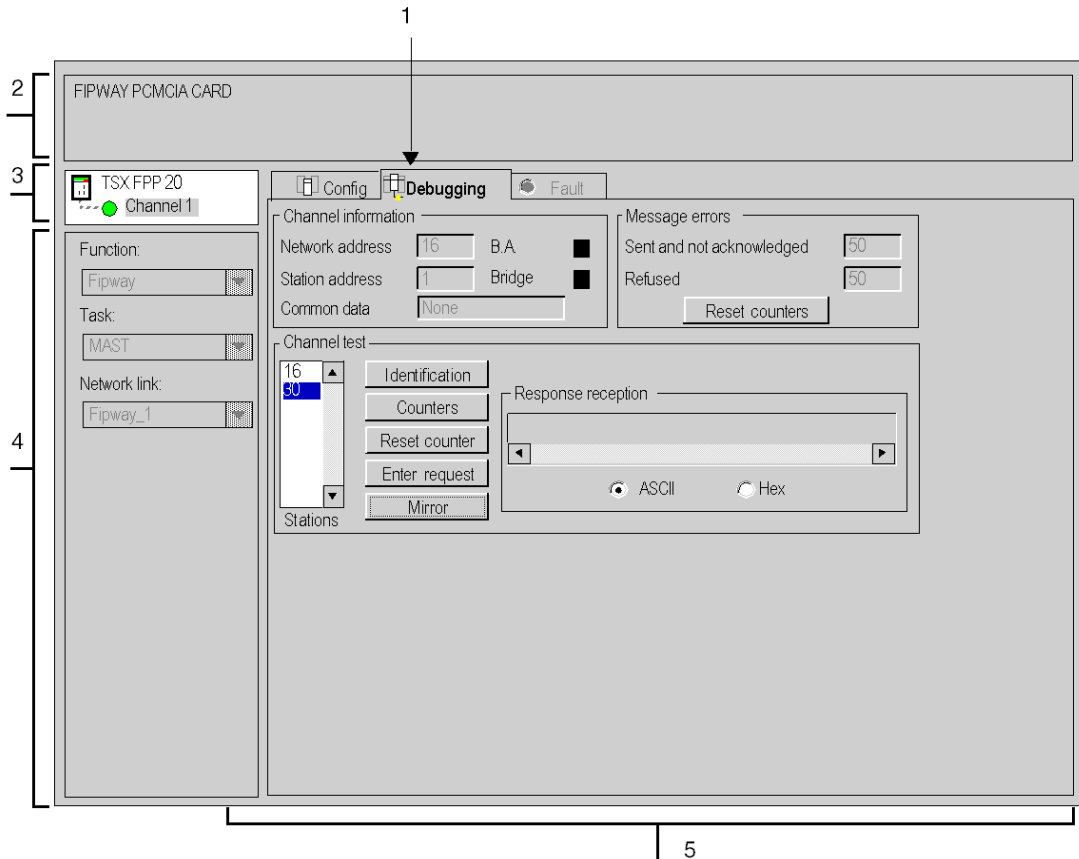 1
2
FIPWAY PCMCIA CARD
3
TSX FPP 20
Channel 1
Config
Debugging
Fault
4
Function:
Fipway
Task:
MAST
Network link:
Fipway_1
Channel information
Network address 16 B.A.
Station address 1 Bridge
Common data None
Message errors
Sent and not acknowledged 50
Refused 50
Reset counters
Channel test
16
30
Stations
Identification
Counters
Reset counter
Enter request
Mirror
Response reception
ASCII Hex
5